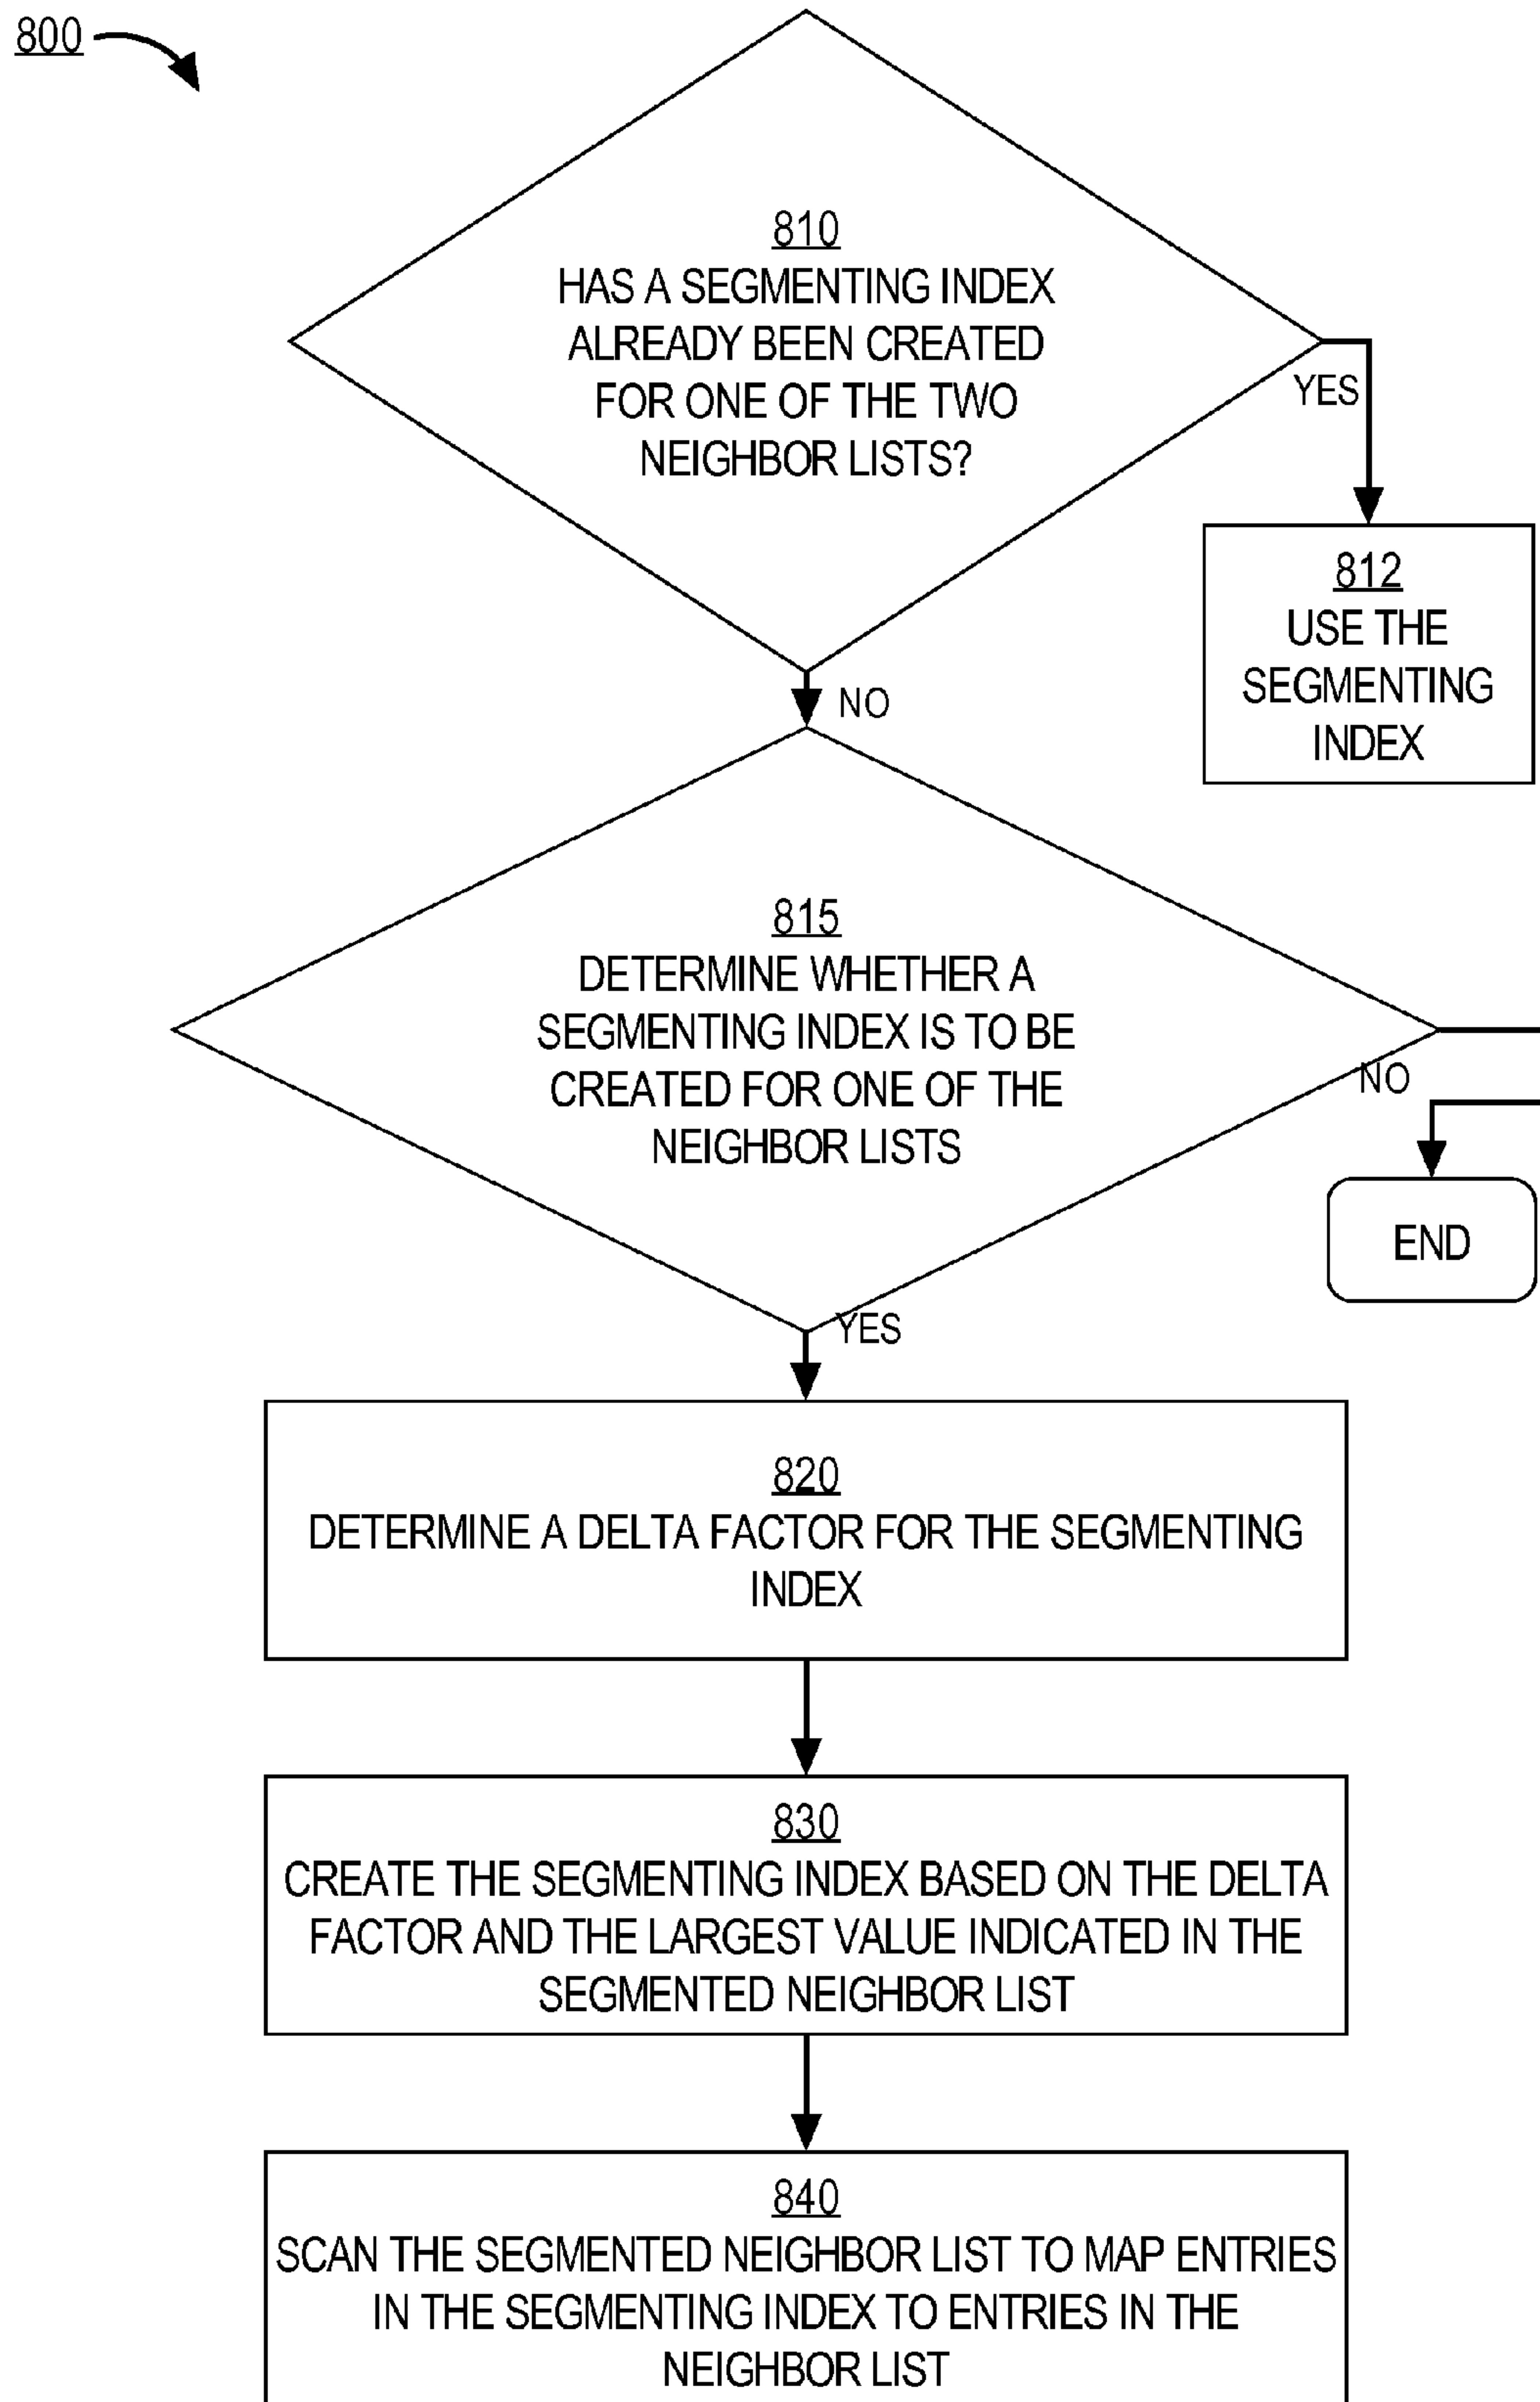 800
810
HAS A SEGMENTING INDEX
ALREADY BEEN CREATED
FOR ONE OF THE TWO
NEIGHBOR LISTS?
YES
812
USE THE
SEGMENTING
INDEX
NO
815
DETERMINE WHETHER A
SEGMENTING INDEX IS TO BE
CREATED FOR ONE OF THE
NEIGHBOR LISTS
NO
END
YES
820
DETERMINE A DELTA FACTOR FOR THE SEGMENTING
INDEX
830
CREATE THE SEGMENTING INDEX BASED ON THE DELTA
FACTOR AND THE LARGEST VALUE INDICATED IN THE
SEGMENTED NEIGHBOR LIST
840
SCAN THE SEGMENTED NEIGHBOR LIST TO MAP ENTRIES
IN THE SEGMENTING INDEX TO ENTRIES IN THE
NEIGHBOR LIST